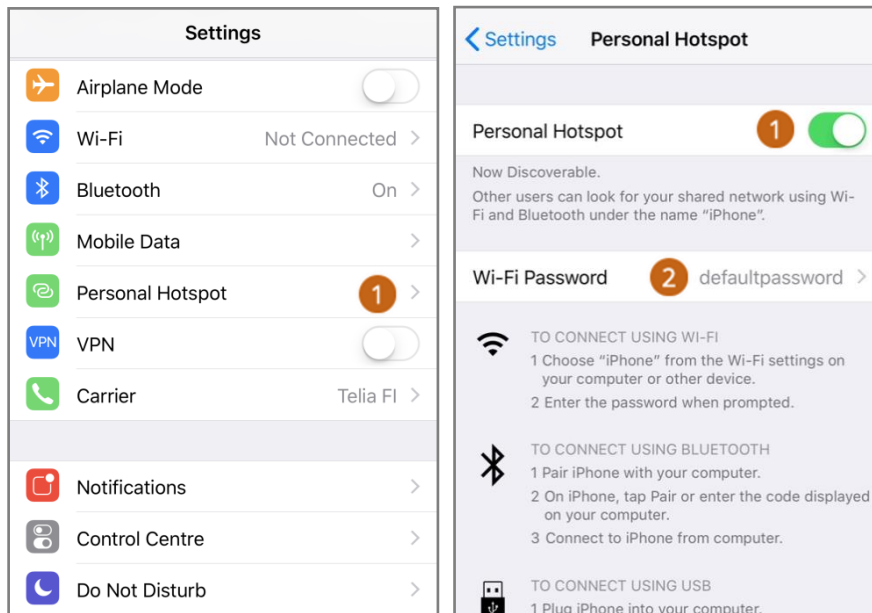 Settings
Airplane Mode
Wi-Fi Not Connected
Bluetooth On
Mobile Data
Personal Hotspot 1
VPN VPN
Carrier Telia FI
Notifications
Control Centre
Do Not Disturb
Settings Personal Hotspot
Personal Hotspot 1
Now Discoverable.
Other users can look for your shared network using Wi-
Fi and Bluetooth under the name “iPhone”.
Wi-Fi Password 2 defaultpassword
TO CONNECT USING WI-FI
1 Choose “iPhone” from the Wi-Fi settings on
your computer or other device.
2 Enter the password when prompted.
TO CONNECT USING BLUETOOTH
1 Pair iPhone with your computer.
2 On iPhone, tap Pair or enter the code displayed
on your computer.
3 Connect to iPhone from computer.
TO CONNECT USING USB
1 Plug iPhone into your computer.